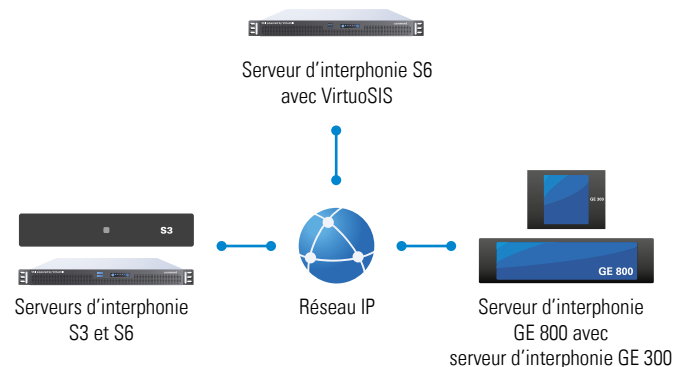 Serveur d'interphonie S6
avec VirtuoSIS
S3
GE 300
GE 800
Serveurs d'interphonie
S3 et S6
Réseau IP
Serveur d'interphonie
GE 800 avec
serveur d'interphonie GE 300